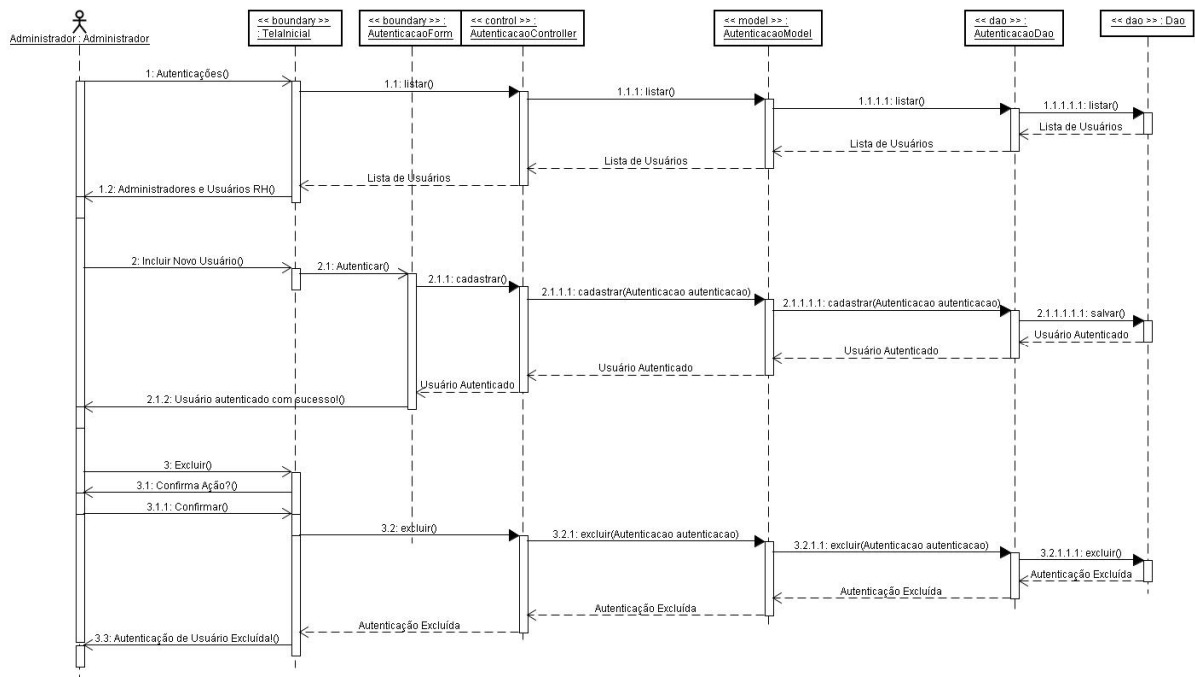 Administrador : Administrador
<< boundary >>
: TelaInicial
<< boundary >> :
AutenticacaoForm
<< control >> :
AutenticacaoController
<< model >> :
AutenticacaoModel
<< dao >> :
AutenticacaoDao
<< dao >> : Dao
1: Autenticações()
1.1: listar()
1.1.1: listar()
1.1.1.1: listar()
1.1.1.1.1: listar()
Lista de Usuários
Lista de Usuários
Lista de Usuários
Lista de Usuários
1.2: Administradores e Usuários RH()
2: Incluir Novo Usuário()
2.1: Autenticar()
2.1.1: cadastrar()
2.1.1.1: cadastrar(Autenticacao autenticacao)
2.1.1.1.1: cadastrar(Autenticacao autenticacao)
2.1.1.1.1.1: salvar()
Usuário Autenticado
Usuário Autenticado
Usuário Autenticado
Usuário Autenticado
2.1.2: Usuário autenticado com sucesso!()
3: Excluir()
3.1: Confirma Ação?()
3.1.1: Confirmar()
3.2: excluir()
3.2.1: excluir(Autenticacao autenticacao)
3.2.1.1: excluir(Autenticacao autenticacao)
3.2.1.1.1: excluir()
Autenticação Excluída
Autenticação Excluída
Autenticação Excluída
Autenticação Excluída
3.3: Autenticação de Usuário Excluída!()